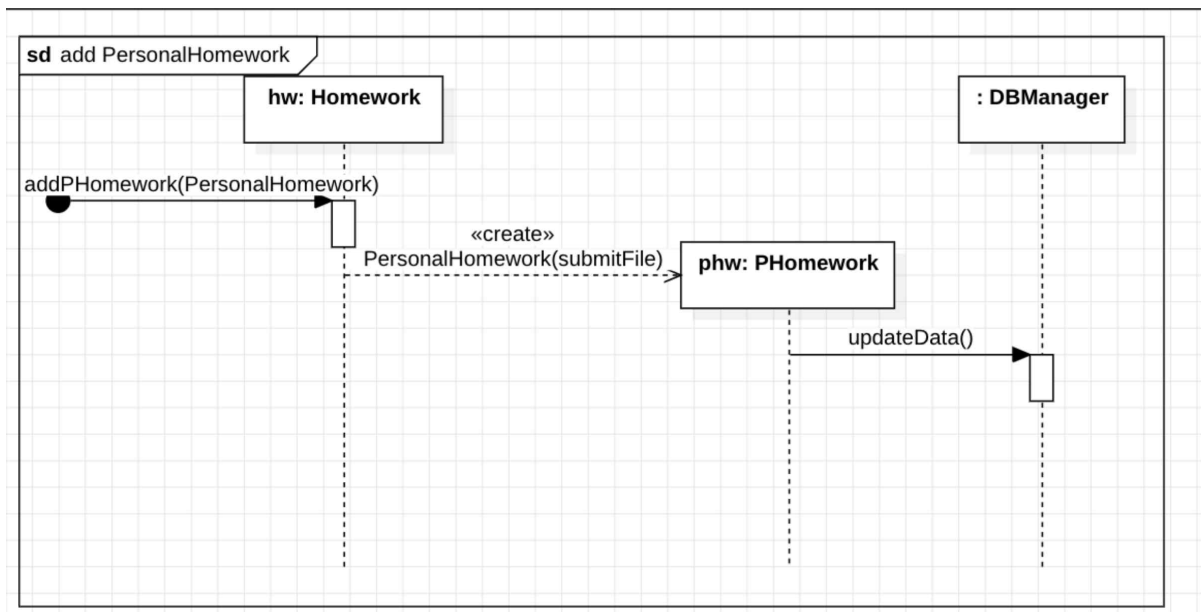 sd add PersonalHomework
hw: Homework
: DBManager
addPHomework(PersonalHomework)
«create»
PersonalHomework(submitFile)
phw: PHomework
updateData()